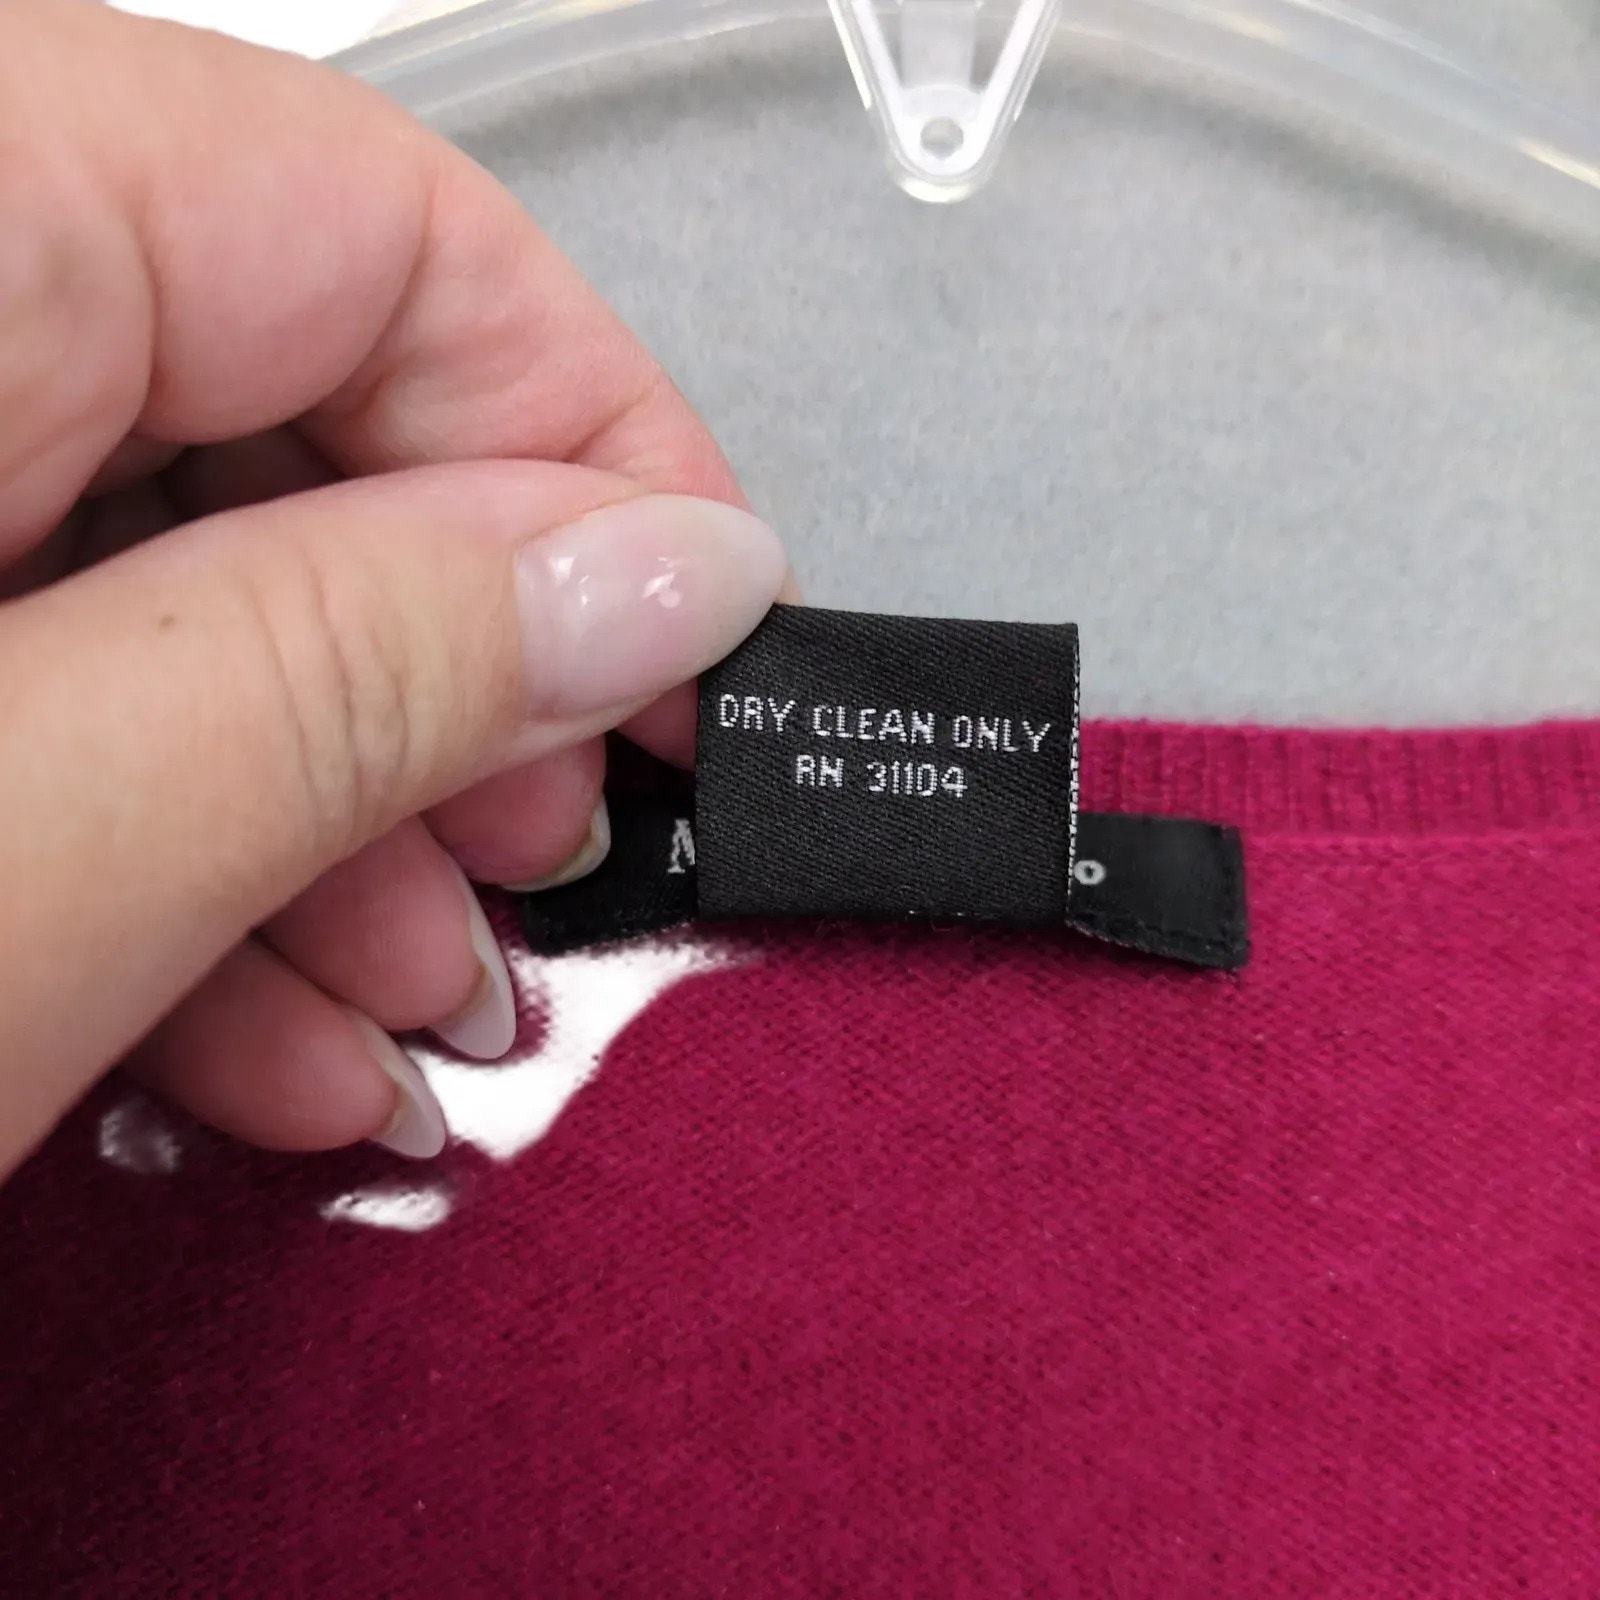 DRY CLEAN ONLY
RN 31104